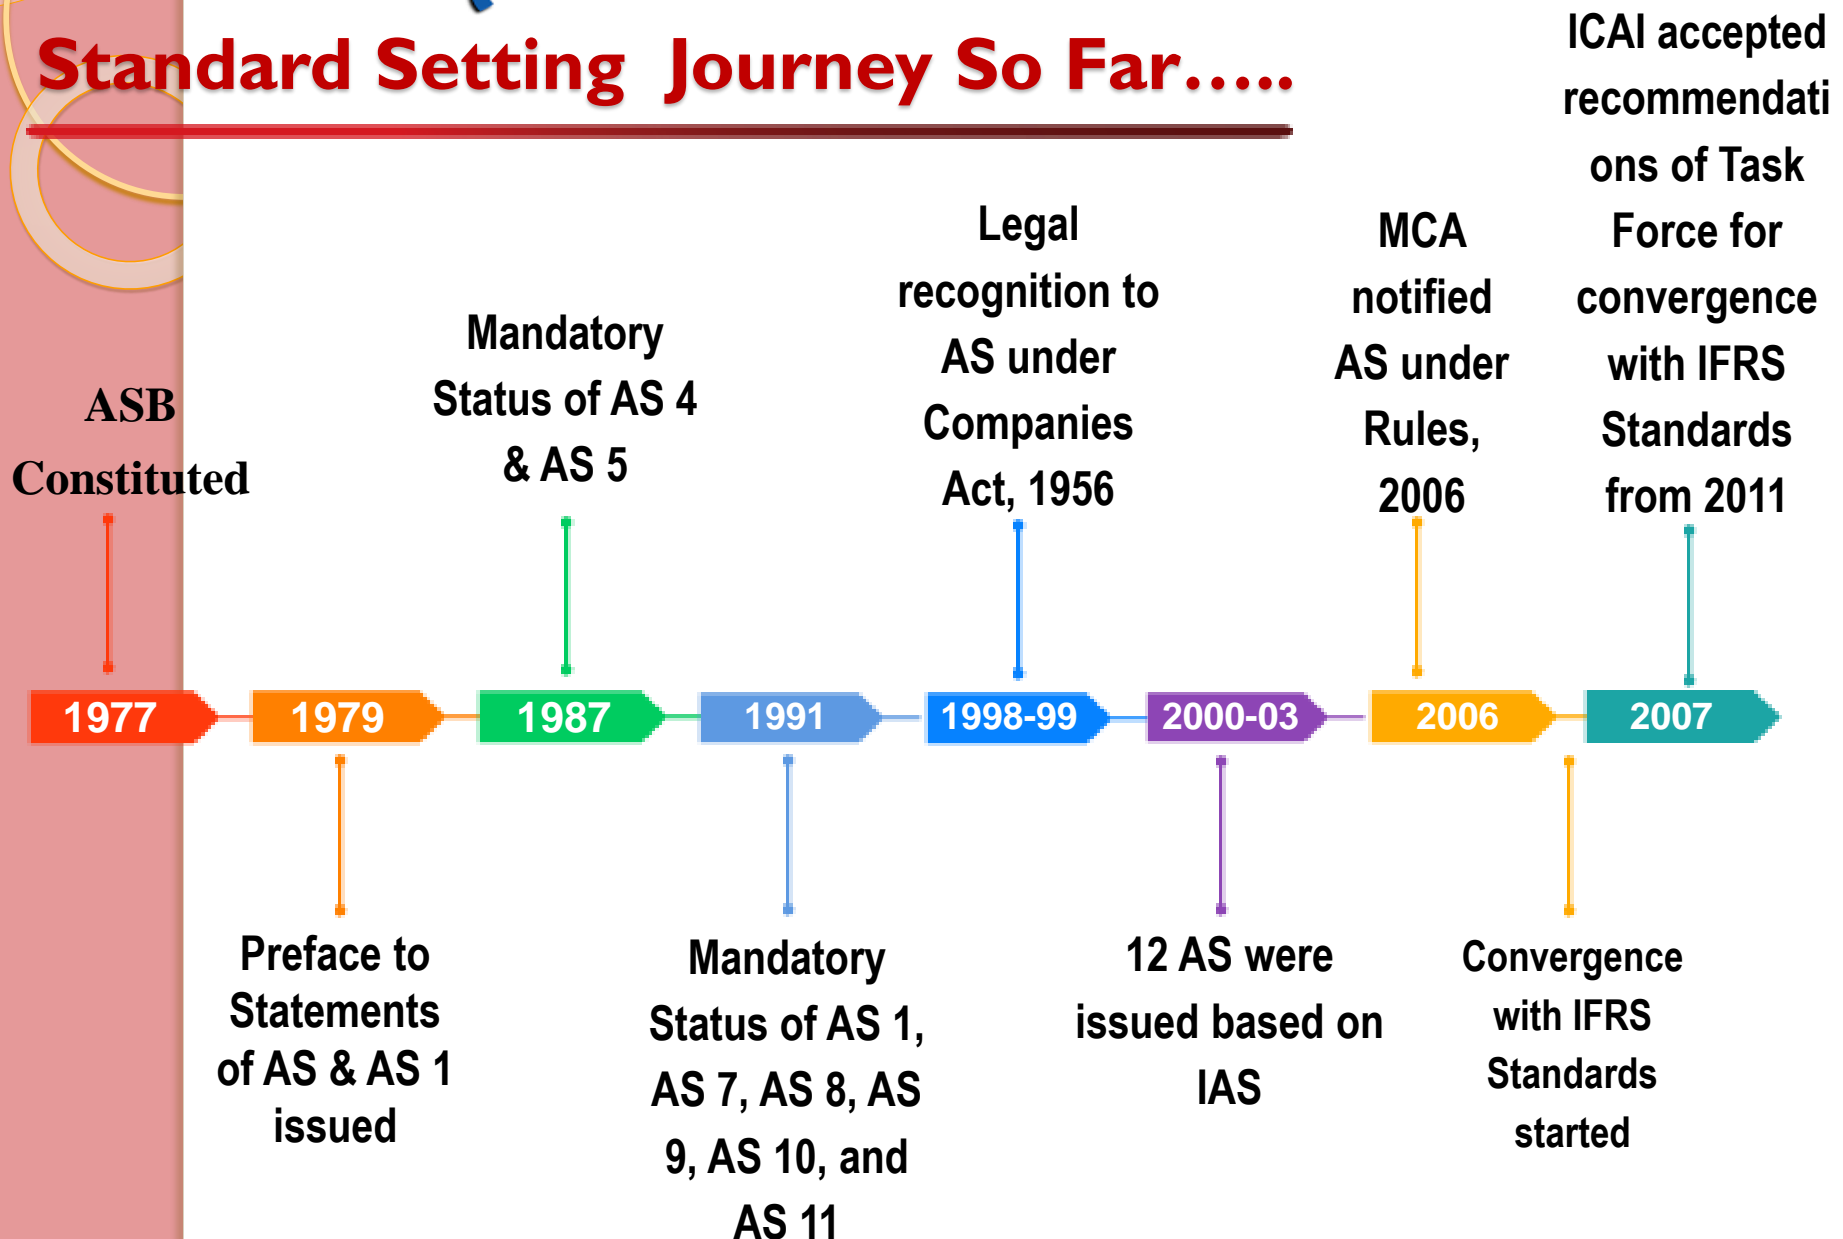 Standard Setting Journey So Far.....
ICAI accepted
recommendati
ons of Task
Force for
convergence
with IFRS
Standards
from 2011
MCA
notified
AS under
Rules,
2006
Legal
recognition to
AS under
Companies
Act, 1956
Mandatory
Status of AS 4
& AS 5
ASB
Constituted
1977
1979
1987
1991
1998-99
2000-03
2006
2007
Preface to
Statements
of AS & AS 1
issued
Mandatory
Status of AS 1,
AS 7, AS 8, AS
9, AS 10, and
AS 11
12 AS were
issued based on
IAS
Convergence
with IFRS
Standards
started